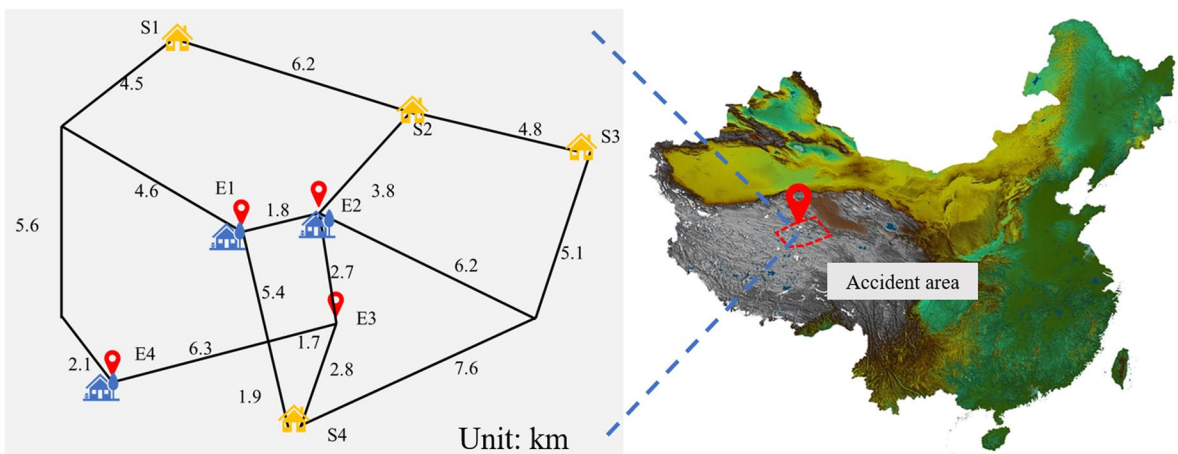 S1
6.2
4.5
S2
4.8
S3
4.6
E1
3.8
1.8
E2
5.6
6.2
5.1
2.7
5.4
E3
1.7
6.3
E4
2.1
2.8
7.6
1.9
S4
Unit: km
Accident area